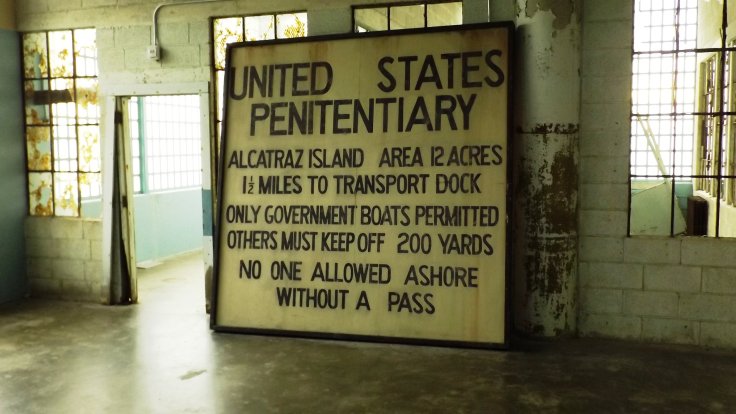 UNITED STATES
PENITENTIARY
ALCATRAZ ISLAND AREA 12 ACRES
1½ MILES TO TRANSPORT DOCK
ONLY GOVERNMENT BOATS PERMITTED
OTHERS MUST KEEP OFF 200 YARDS
NO ONE ALLOWED ASHORE
WITHOUT A PASS